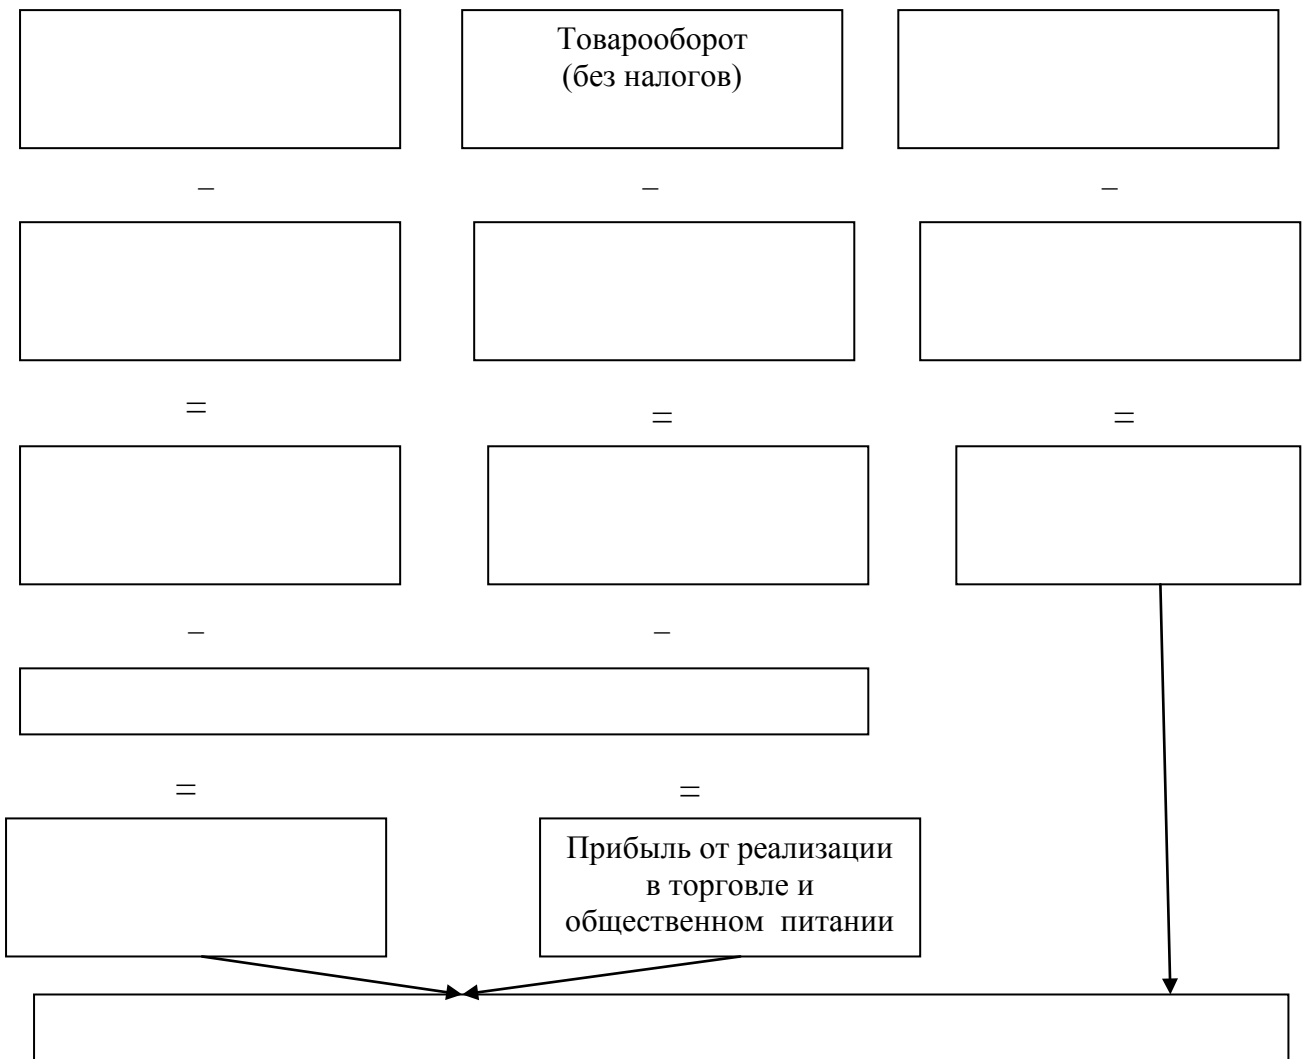 Товарооборот
(без налогов)
–
–
–
=
=
=
–
–
=
=
Прибыль от реализации
в торговле и
общественном питании